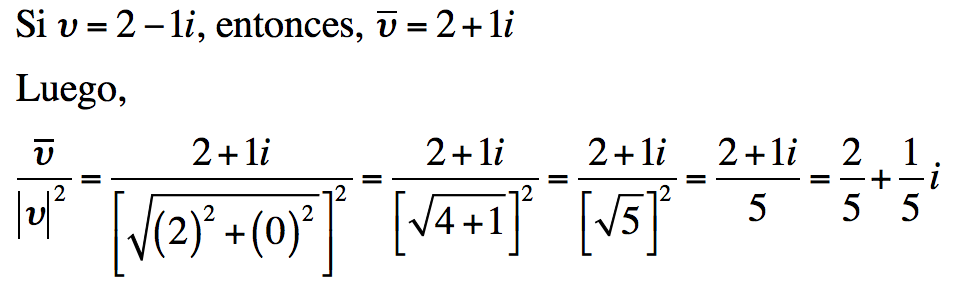 Si υ = 2 − 1i, entonces, υ̅ = 2 + 1i
Luego,
υ̅ / |υ|² = (2 + 1i) / [√((2)² + (0)²)]² = (2 + 1i) / [√(4 + 1)]² = (2 + 1i) / [√5]² = (2 + 1i) / 5 = 2/5 + 1/5 i